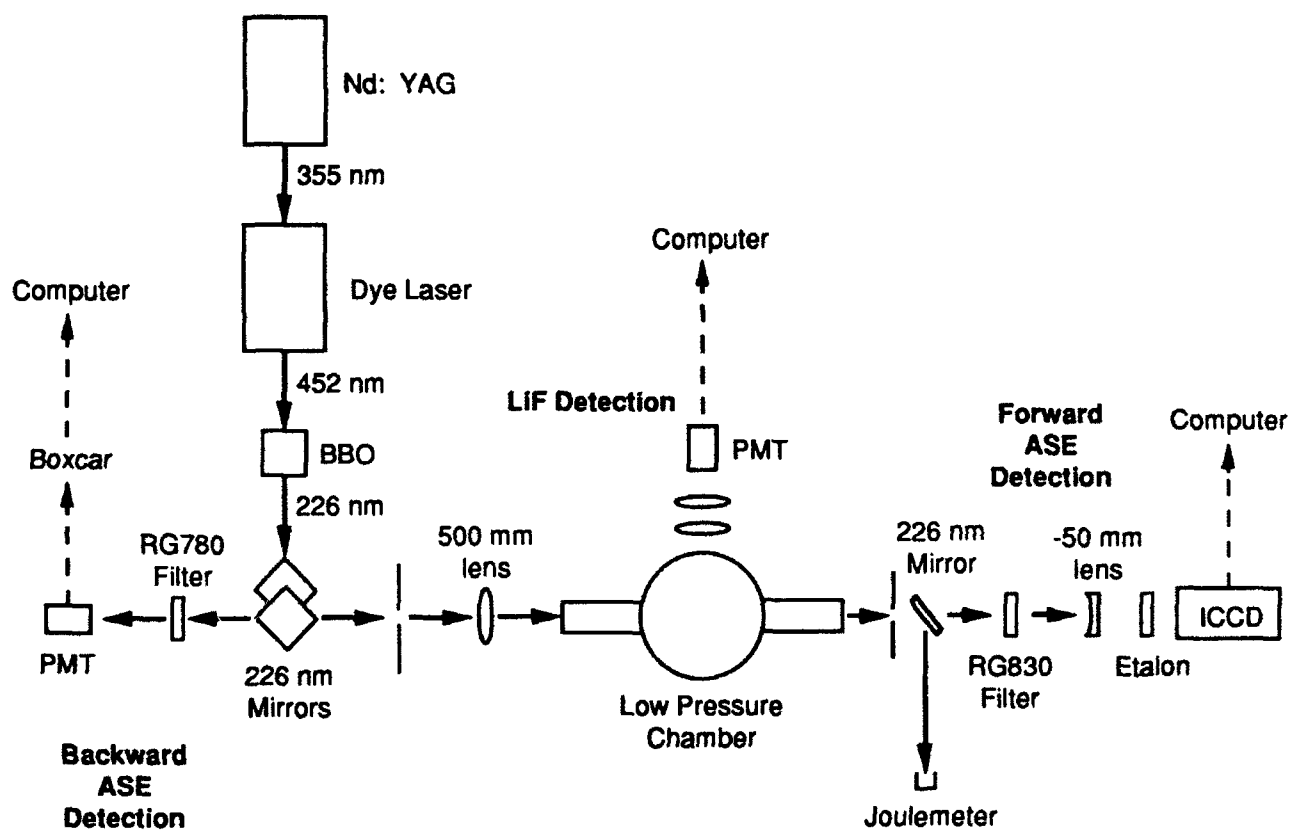 Nd: YAG
355 nm
Computer
Computer
Dye Laser
452 nm
LIF Detection
Forward
ASE
Detection
Computer
Boxcar
BBO
PMT
226 nm
RG780
Filter
500 mm
lens
226 nm
Mirror
-50 mm
lens
ICCD
PMT
226 nm
Mirrors
Low Pressure
Chamber
RG830
Filter
Etalon
Backward
ASE
Detection
Joulemeter